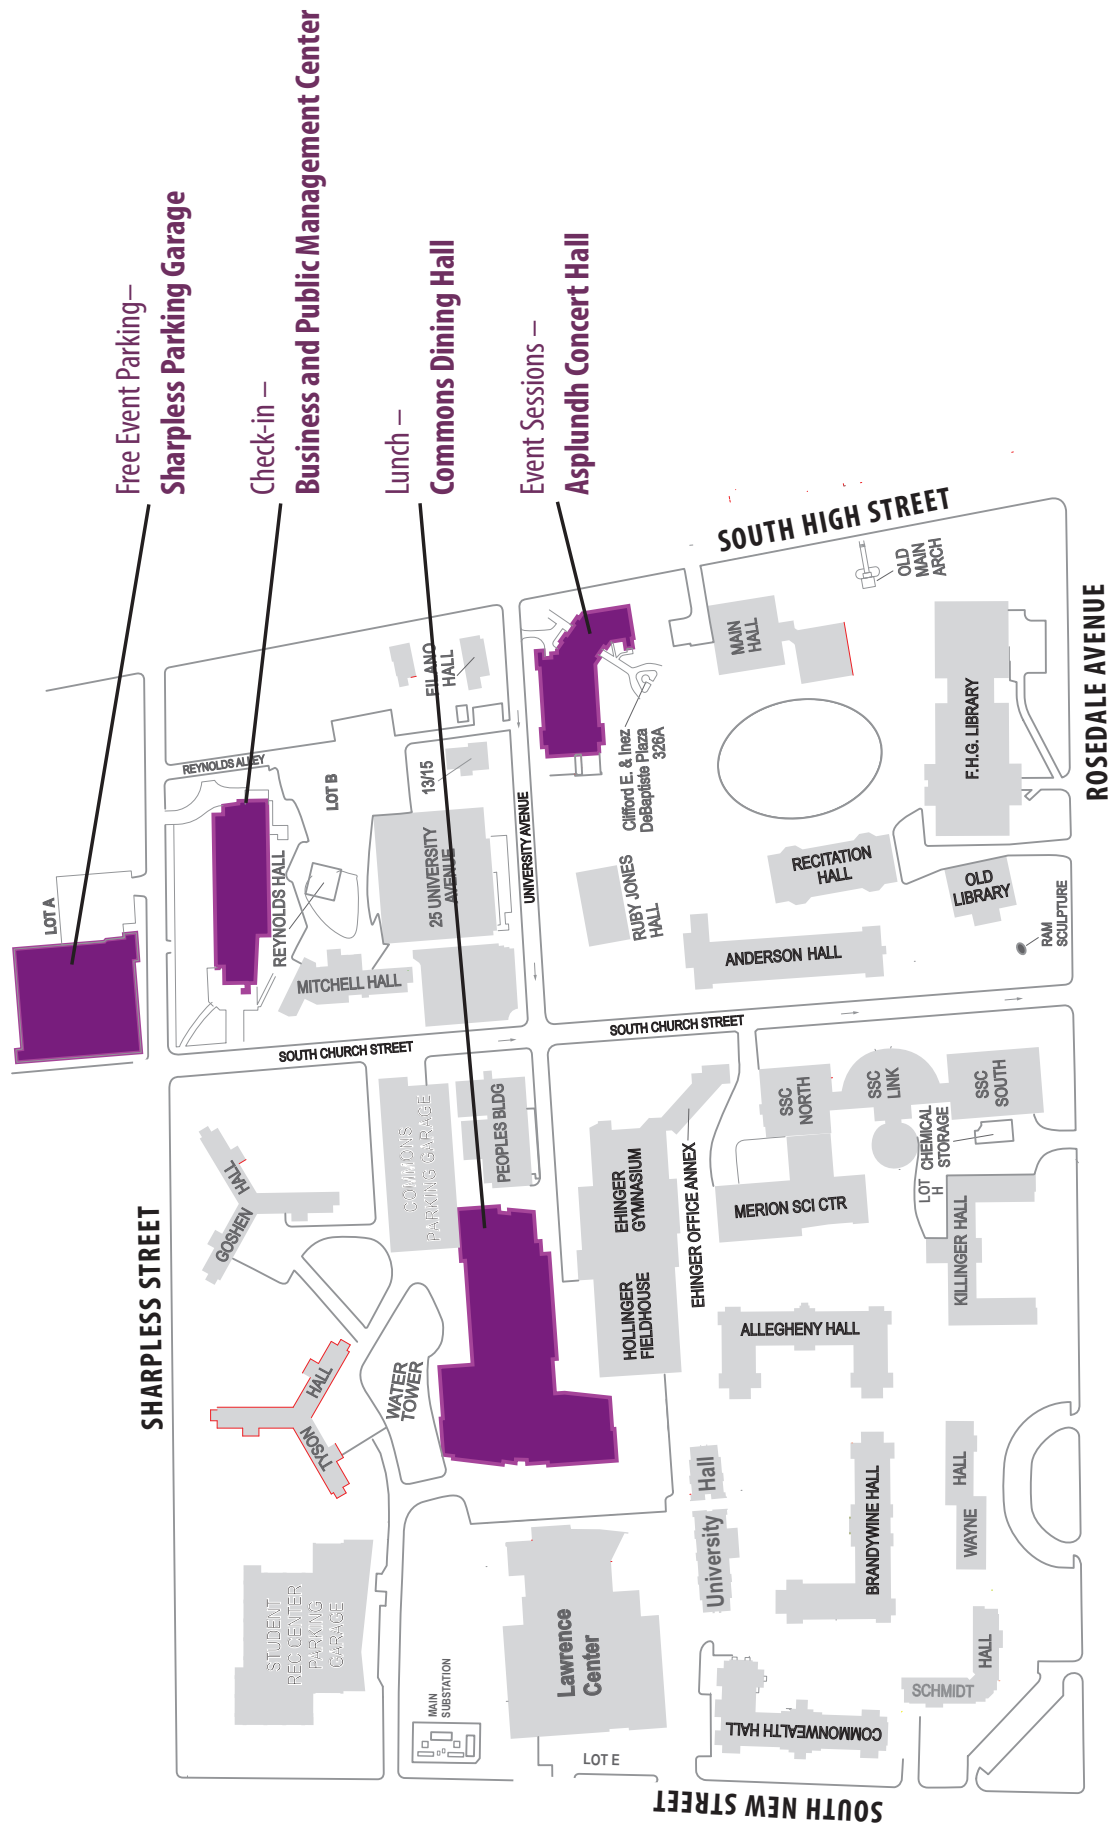 Free Event Parking–
Sharpless Parking Garage
Check-in –
Business and Public Management Center
Lunch –
Commons Dining Hall
Event Sessions –
Asplundh Concert Hall
SOUTH HIGH STREET
ROSEDALE AVENUE
SHARPLESS STREET
SOUTH NEW STREET
LOT A
REYNOLDS ALLEY
LOT B
REYNOLDS HALL
MITCHELL HALL
FILANO
HALL
13/15
25 UNIVERSITY
AVENUE
UNIVERSITY AVENUE
Clifford E. & Inez
DeBaptiste Plaza
326A
RUBY JONES
HALL
MAIN
HALL
OLD
MAIN
ARCH
F.H.G. LIBRARY
RECITATION
HALL
OLD
LIBRARY
RAM
SCULPTURE
ANDERSON HALL
SOUTH CHURCH STREET
SOUTH CHURCH STREET
COMMONS
PARKING GARAGE
PEOPLES BLDG
GOSHEN
HALL
TYSON
HALL
WATER
TOWER
EHINGER
GYMNASIUM
HOLLINGER
FIELDHOUSE
EHINGER OFFICE ANNEX
SSC
NORTH
SSC
LINK
SSC
SOUTH
CHEMICAL
STORAGE
LOT
H
MERION SCI CTR
KILLINGER HALL
ALLEGHENY HALL
BRANDYWINE HALL
WAYNE
HALL
University
Hall
Lawrence
Center
STUDENT
REC CENTER
PARKING
GARAGE
MAIN
SUBSTATION
LOT E
COMMONWEALTH HALL
SCHMIDT
HALL